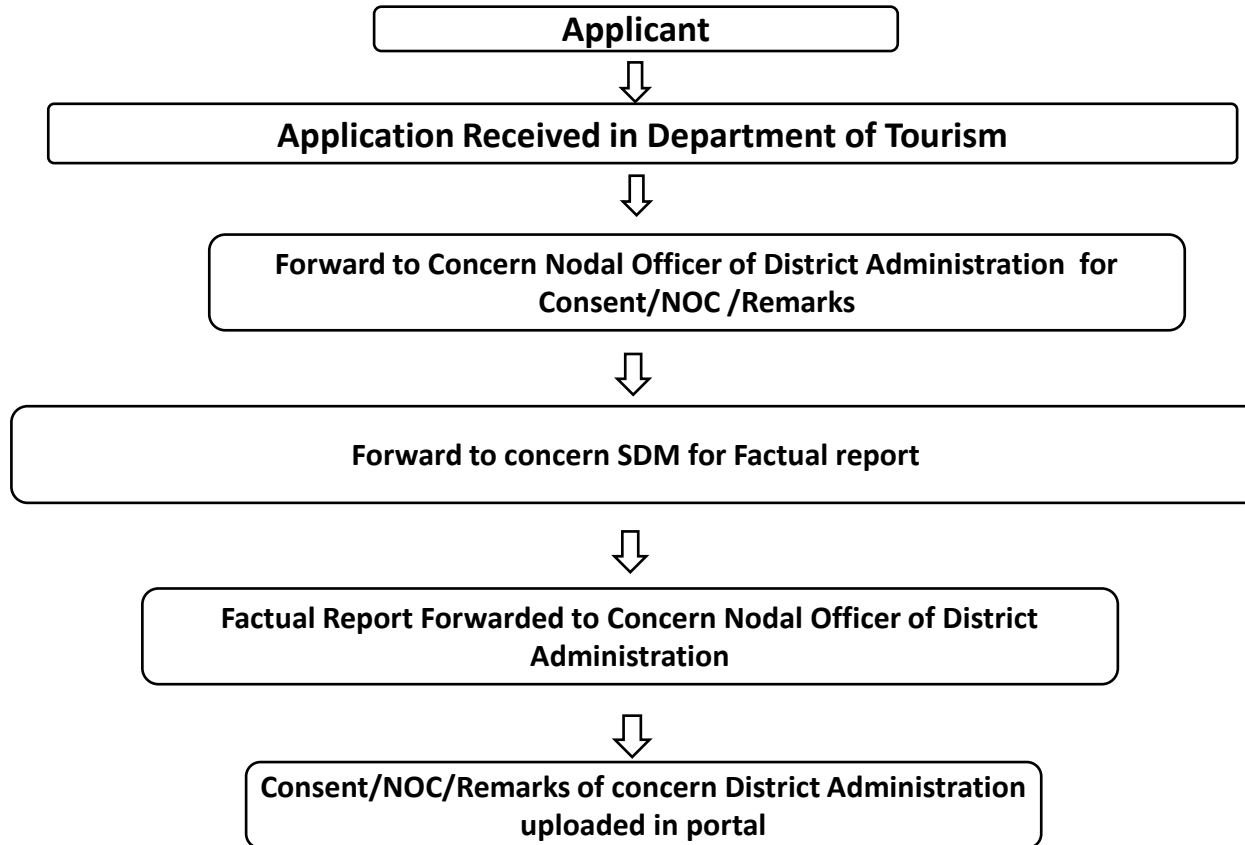 Applicant
Application Received in Department of Tourism
Forward to Concern Nodal Officer of District Administration for
Consent/NOC /Remarks
Forward to concern SDM for Factual report
Factual Report Forwarded to Concern Nodal Officer of District
Administration
Consent/NOC/Remarks of concern District Administration
uploaded in portal